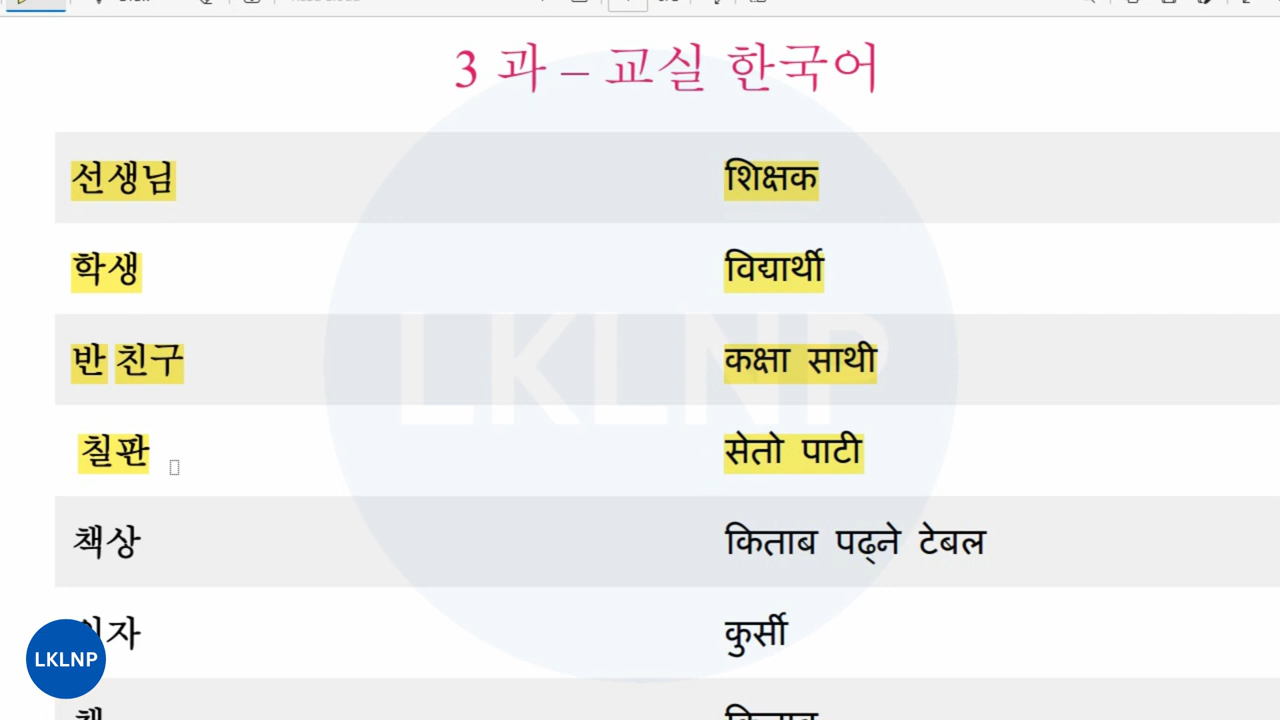 3 과 – 교실 한국어
선생님 शिक्षक
학생 विद्यार्थी
반 친구 कक्षा साथी
칠판 सेतो पाटी
책상 किताब पढ्ने टेबल
कुर्सी
LKLNP
LKLNP